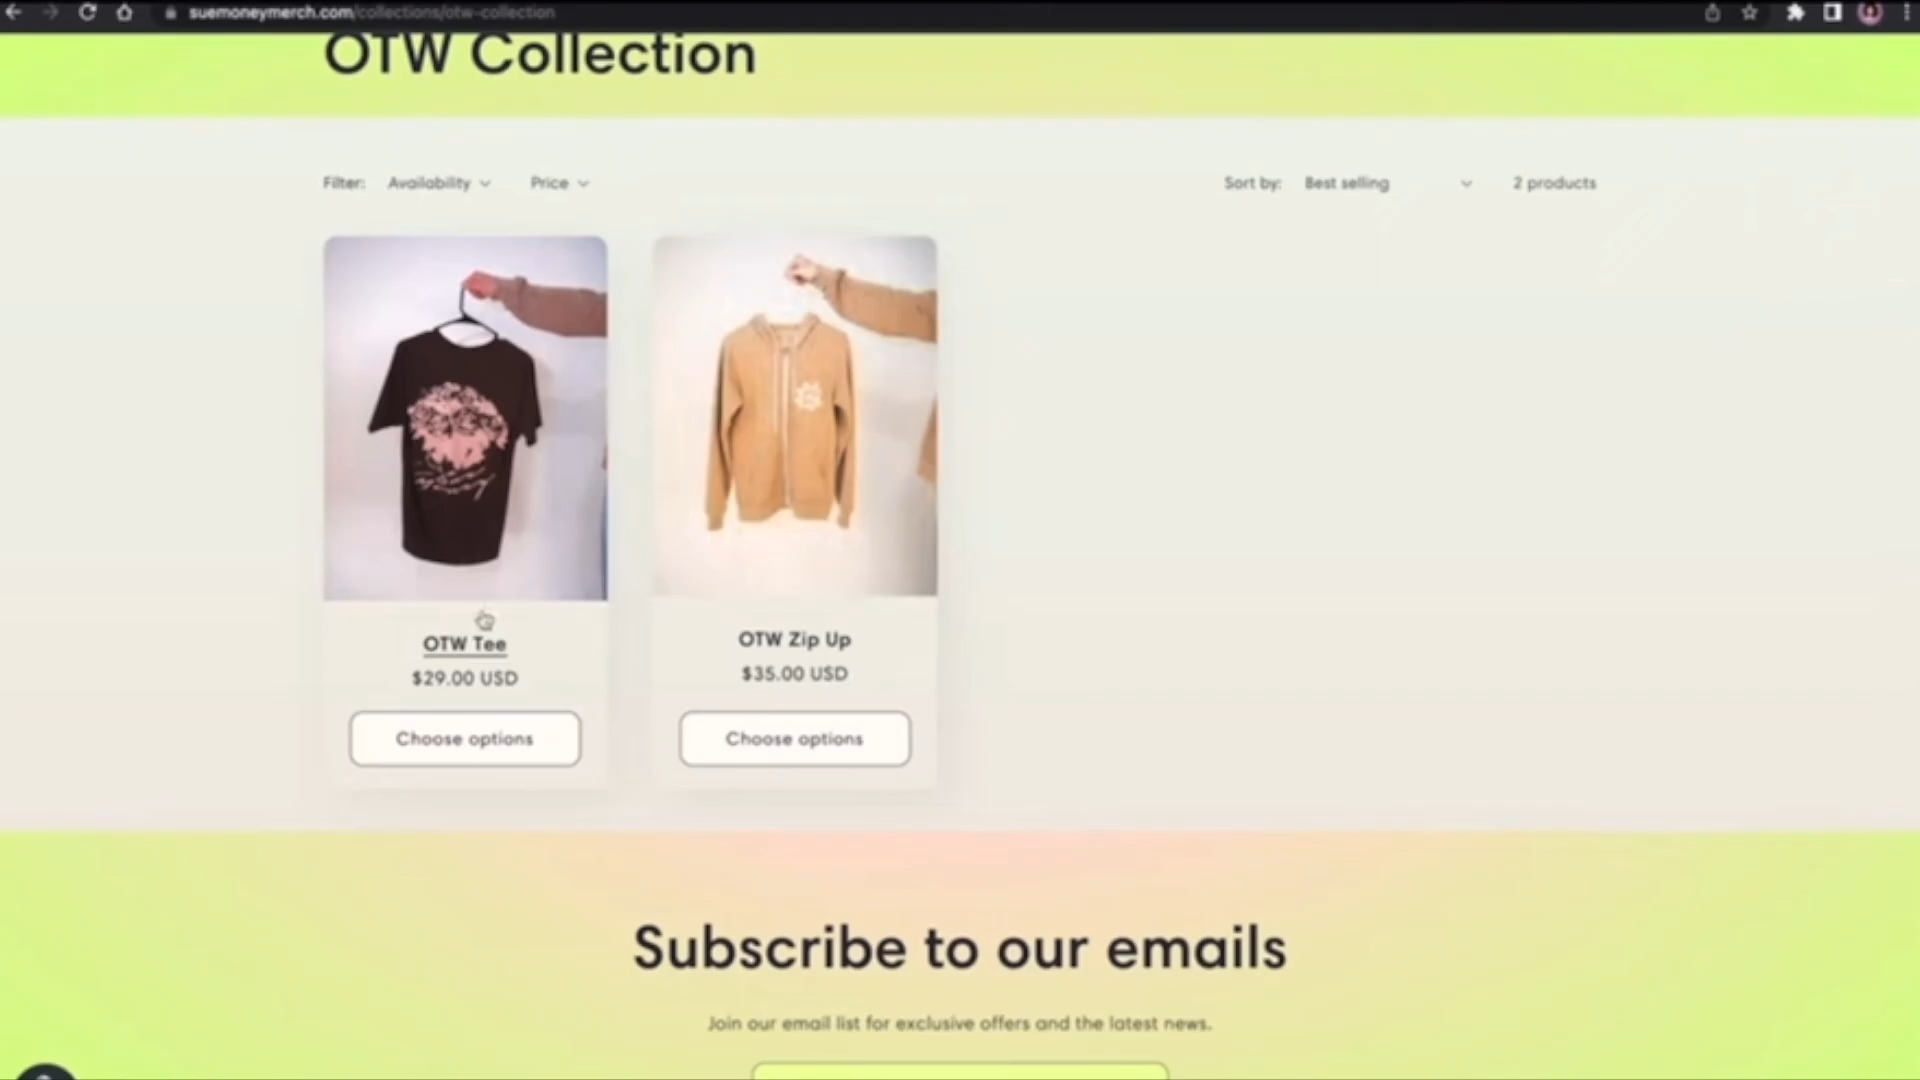 suemoneymerch.com/collections/otw-collection
OTW Collection
Filter: Availability Price
Sort by: Best selling 2 products
OTW Tee
$29.00 USD
Choose options
OTW Zip Up
$35.00 USD
Choose options
Subscribe to our emails
Join our email list for exclusive offers and the latest news.